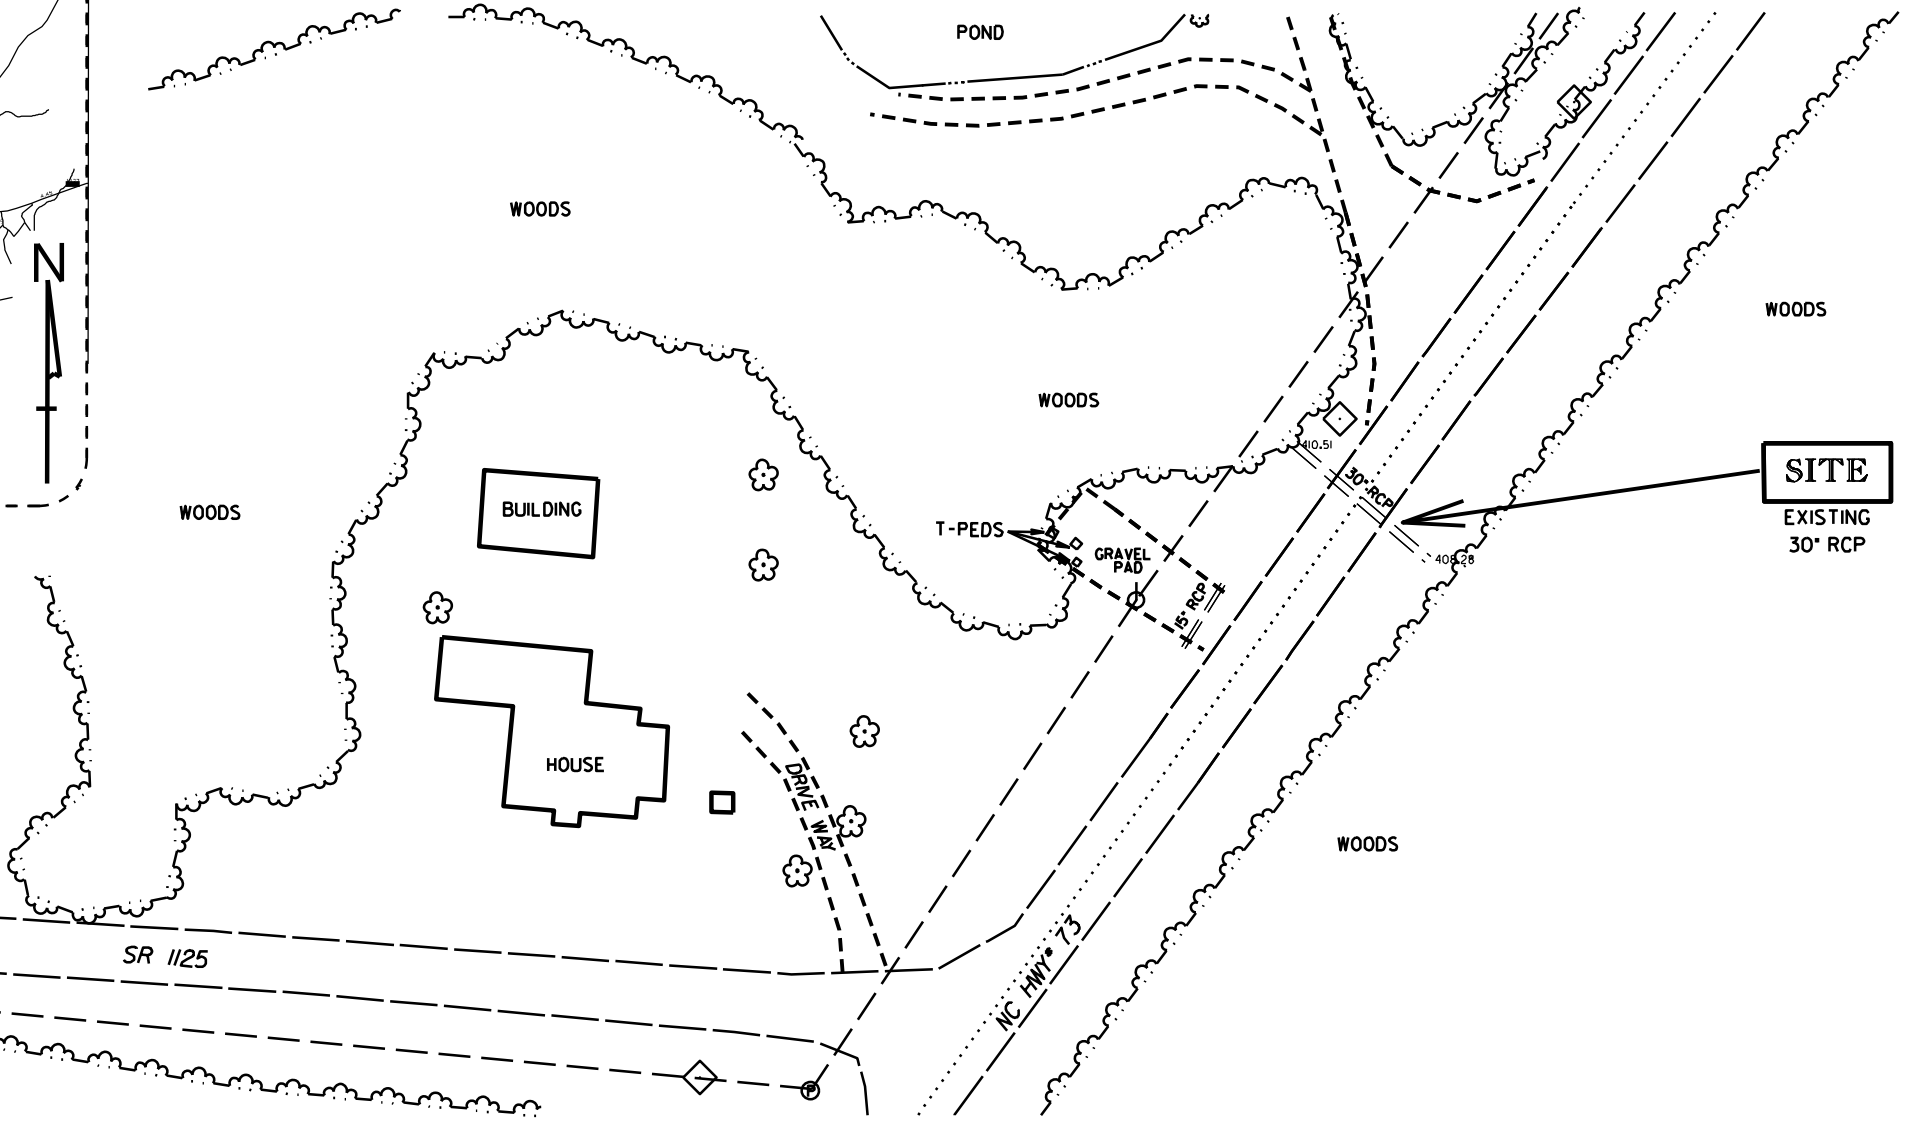 POND
WOODS
N
WOODS
WOODS
410.51
30" RCP
SITE
EXISTING
30" RCP
WOODS
BUILDING
T-PEDS
GRAVEL
PAD
408.28
15" RCP
HOUSE
DRIVE WAY
WOODS
SR 1125
NC HWY# 73
P